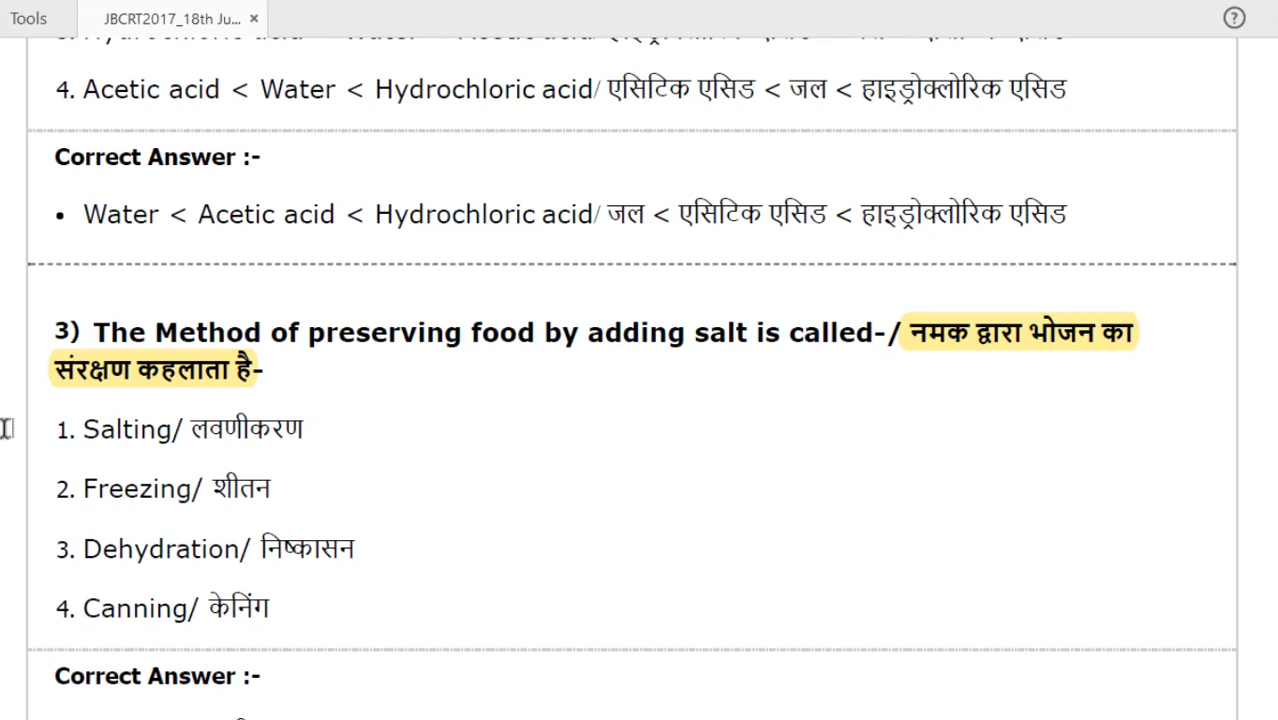 Tools
JBCRT2017_18th Ju... ×
4. Acetic acid < Water < Hydrochloric acid/ एसिटिक एसिड < जल < हाइड्रोक्लोरिक एसिड
Correct Answer :-
• Water < Acetic acid < Hydrochloric acid/ जल < एसिटिक एसिड < हाइड्रोक्लोरिक एसिड
3) The Method of preserving food by adding salt is called-/ नमक द्वारा भोजन का
संरक्षण कहलाता है-
1. Salting/ लवणीकरण
2. Freezing/ शीतन
3. Dehydration/ निष्कासन
4. Canning/ केनिंग
Correct Answer :-